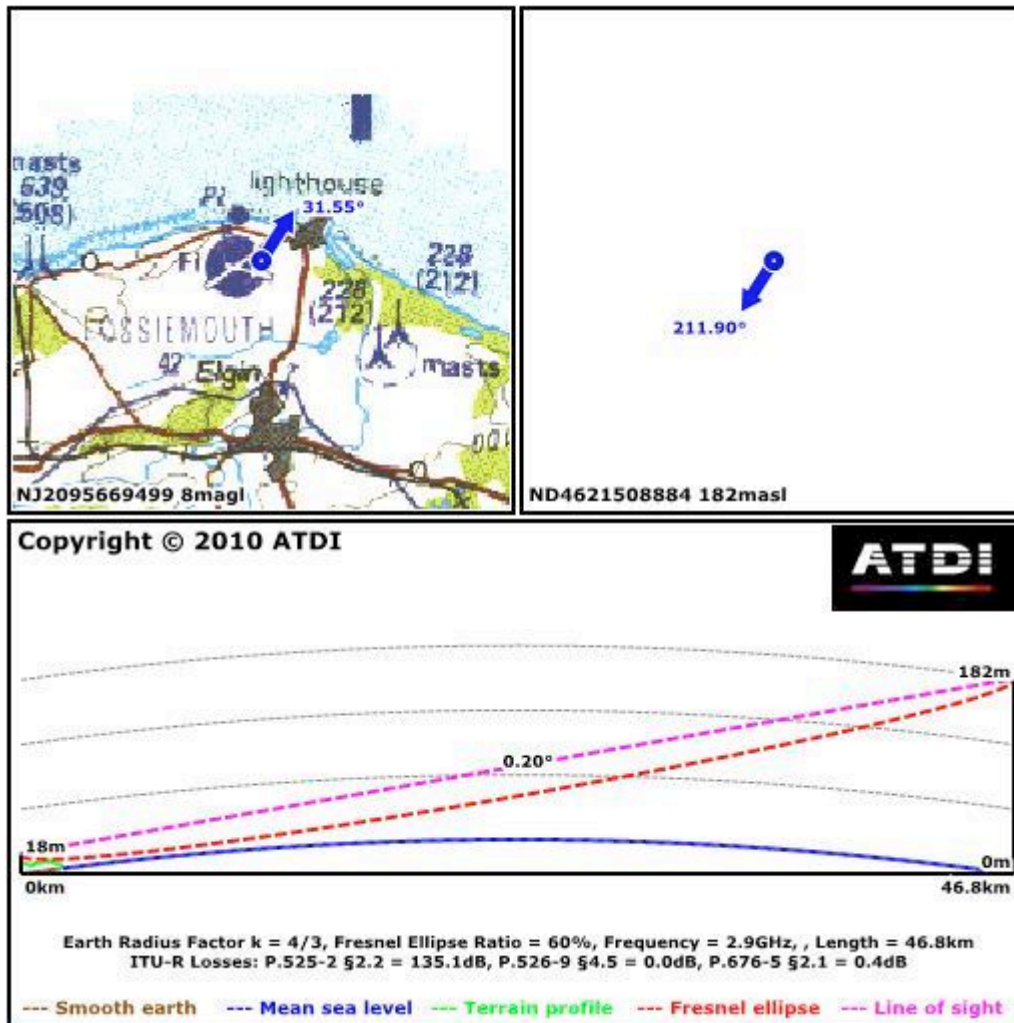 masts
639
lighthouse
31.55°
228
(212)
228
(212)
OSSIEMOUTH
42
Elgin
masts
NJ2095669499 8magl
211.90°
ND4621508884 182masl
Copyright © 2010 ATDI
ATDI
182m
0.20°
18m
0m
0km
46.8km
Earth Radius Factor k = 4/3, Fresnel Ellipse Ratio = 60%, Frequency = 2.9GHz, , Length = 46.8km
ITU-R Losses: P.525-2 §2.2 = 135.1dB, P.526-9 §4.5 = 0.0dB, P.676-5 §2.1 = 0.4dB
--- Smooth earth --- Mean sea level --- Terrain profile --- Fresnel ellipse --- Line of sight